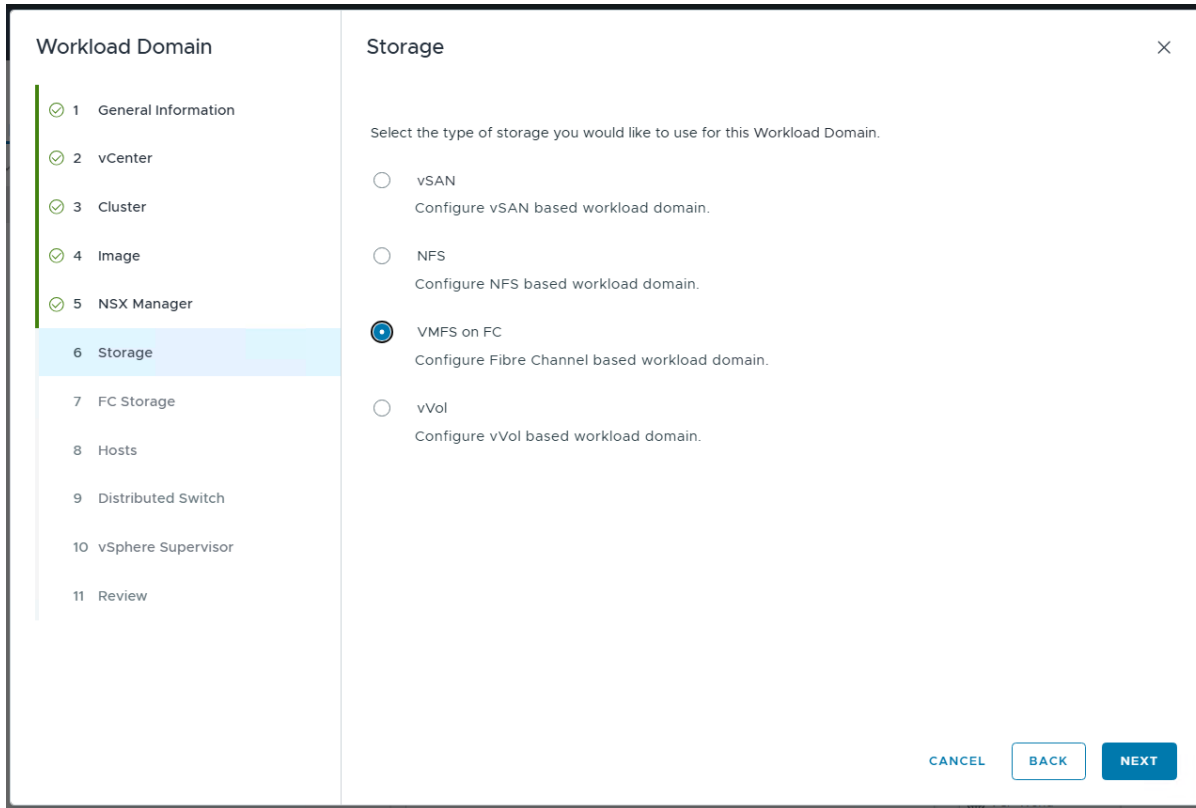 Workload Domain
1 General Information
2 vCenter
3 Cluster
4 Image
5 NSX Manager
6 Storage
7 FC Storage
8 Hosts
9 Distributed Switch
10 vSphere Supervisor
11 Review
Storage
Select the type of storage you would like to use for this Workload Domain.
vSAN
Configure vSAN based workload domain.
NFS
Configure NFS based workload domain.
VMFS on FC
Configure Fibre Channel based workload domain.
vVol
Configure vVol based workload domain.
CANCEL BACK NEXT